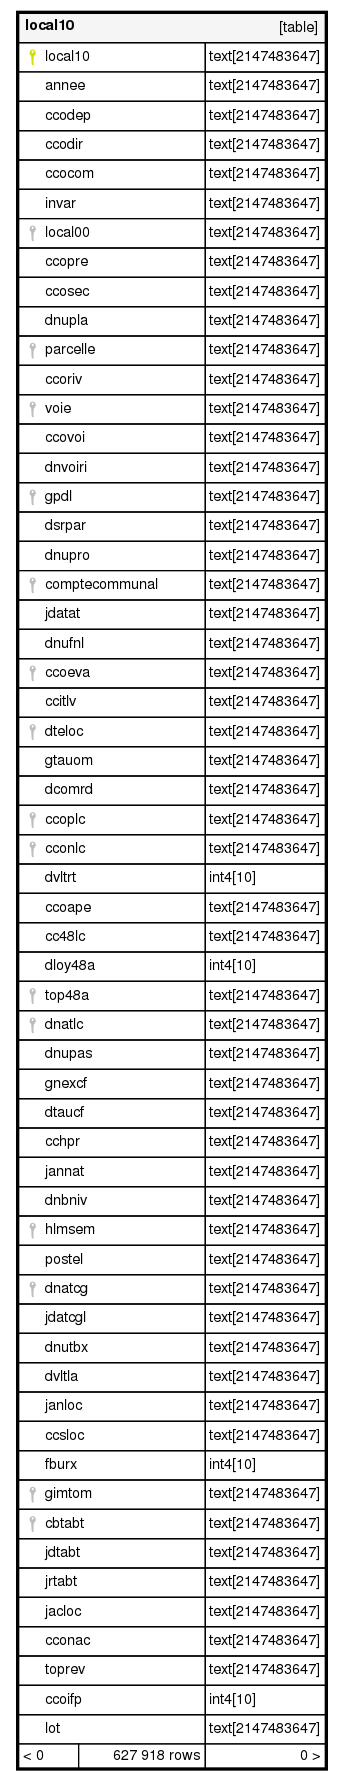 local10 [table]
local10 text[2147483647]
annee text[2147483647]
ccodep text[2147483647]
ccodir text[2147483647]
ccocom text[2147483647]
invar text[2147483647]
local00 text[2147483647]
ccopre text[2147483647]
ccosec text[2147483647]
dnupla text[2147483647]
parcelle text[2147483647]
ccoriv text[2147483647]
voie text[2147483647]
ccovoi text[2147483647]
dnvoiri text[2147483647]
gpdl text[2147483647]
dsrpar text[2147483647]
dnupro text[2147483647]
comptecommunal text[2147483647]
jdatat text[2147483647]
dnufnl text[2147483647]
ccoeva text[2147483647]
ccitlv text[2147483647]
dteloc text[2147483647]
gtauom text[2147483647]
dcomrd text[2147483647]
ccoplc text[2147483647]
cconlc text[2147483647]
dvltrt int4[10]
ccoape text[2147483647]
cc48lc text[2147483647]
dloy48a int4[10]
top48a text[2147483647]
dnatlc text[2147483647]
dnupas text[2147483647]
gnexcf text[2147483647]
dtaucf text[2147483647]
cchpr text[2147483647]
jannat text[2147483647]
dnbniv text[2147483647]
hlmsem text[2147483647]
postel text[2147483647]
dnatcg text[2147483647]
jdatcgl text[2147483647]
dnutbx text[2147483647]
dvltla text[2147483647]
janloc text[2147483647]
ccsloc text[2147483647]
fburx int4[10]
gimtom text[2147483647]
cbtabt text[2147483647]
jdtabt text[2147483647]
jrtabt text[2147483647]
jacloc text[2147483647]
cconac text[2147483647]
toprev text[2147483647]
ccoifp int4[10]
lot text[2147483647]
< 0 627 918 rows 0 >